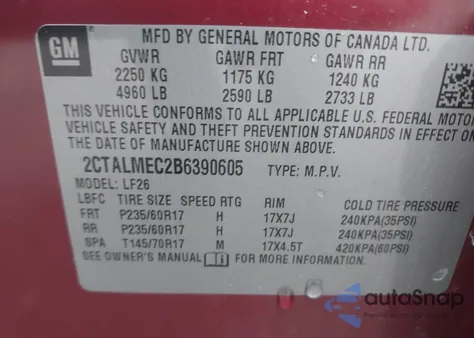 GM
MFD BY GENERAL MOTORS OF CANADA LTD.
GVWR GAWR FRT GAWR RR
2250 KG 1175 KG 1240 KG
4960 LB 2590 LB 2733 LB
THIS VEHICLE CONFORMS TO ALL APPLICABLE U.S. FEDERAL MOTOR
VEHICLE SAFETY AND THEFT PREVENTION STANDARDS IN EFFECT ON
THE DATE OF MANUFACTURE SHOWN ABOVE.
2CTALMEC2B6390605 TYPE: M.P.V.
MODEL: LF26
LBFC TIRE SIZE SPEED RTG RIM COLD TIRE PRESSURE
FRT P235/60R17 H 17X7J 240KPA(35PSI)
RR P235/60R17 H 17X7J 240KPA(35PSI)
SPA T145/70R17 M 17X4.5T 420KPA(60PSI)
SEE OWNER'S MANUAL FOR MORE INFORMATION.
autoSnap